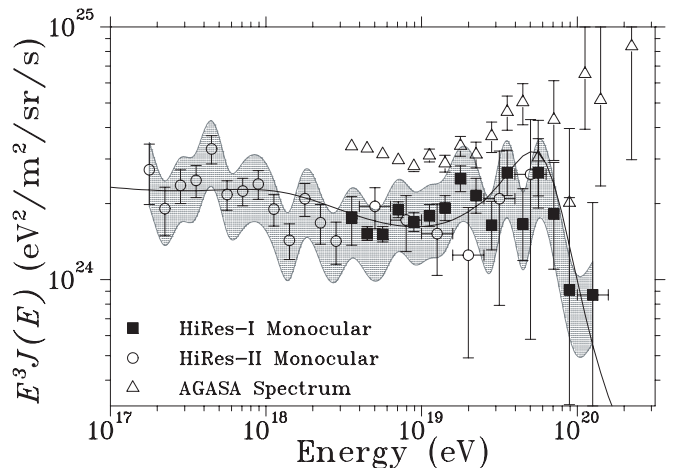 10^25
E^3 J(E) (eV^2/m^2/sr/s)
10^24
HiRes-I Monocular
HiRes-II Monocular
AGASA Spectrum
10^17 10^18 10^19 10^20
Energy (eV)